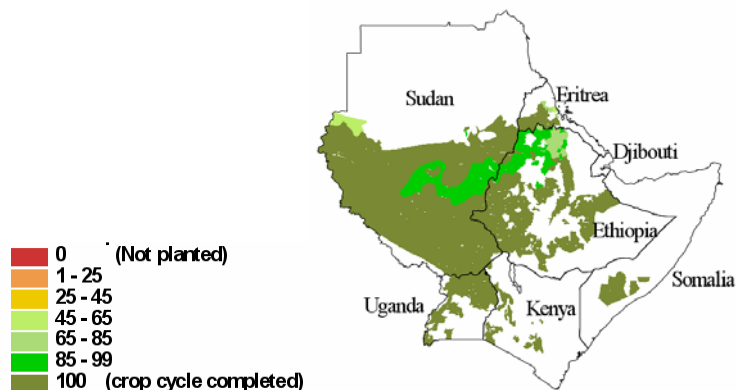 Sudan
Eritrea
Djibouti
Ethiopia
Somalia
Uganda
Kenya
0 (Not planted)
1 - 25
25 - 45
45 - 65
65 - 85
85 - 99
100 (crop cycle completed)